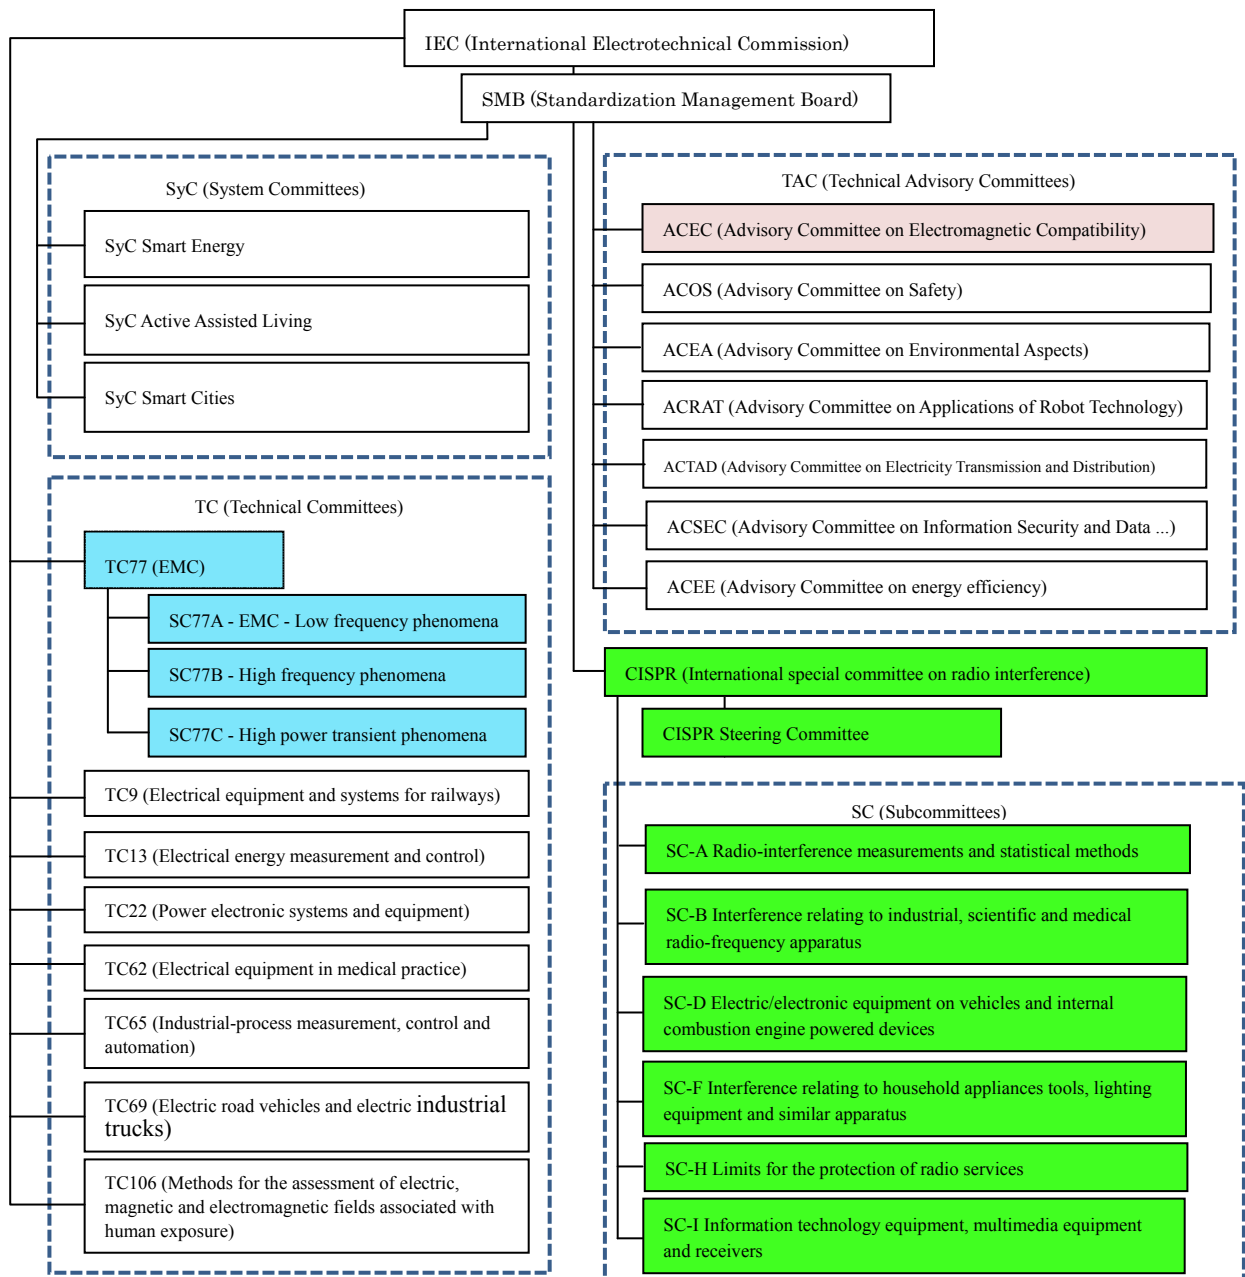 IEC (International Electrotechnical Commission)
SMB (Standardization Management Board)
SyC (System Committees)
SyC Smart Energy
SyC Active Assisted Living
SyC Smart Cities
TC (Technical Committees)
TC77 (EMC)
SC77A - EMC - Low frequency phenomena
SC77B - High frequency phenomena
SC77C - High power transient phenomena
TC9 (Electrical equipment and systems for railways)
TC13 (Electrical energy measurement and control)
TC22 (Power electronic systems and equipment)
TC62 (Electrical equipment in medical practice)
TC65 (Industrial-process measurement, control and
automation)
TC69 (Electric road vehicles and electric industrial
trucks)
TC106 (Methods for the assessment of electric,
magnetic and electromagnetic fields associated with
human exposure)
TAC (Technical Advisory Committees)
ACEC (Advisory Committee on Electromagnetic Compatibility)
ACOS (Advisory Committee on Safety)
ACEA (Advisory Committee on Environmental Aspects)
ACRAT (Advisory Committee on Applications of Robot Technology)
ACTAD (Advisory Committee on Electricity Transmission and Distribution)
ACSEC (Advisory Committee on Information Security and Data ...)
ACEE (Advisory Committee on energy efficiency)
CISPR (International special committee on radio interference)
CISPR Steering Committee
SC (Subcommittees)
SC-A Radio-interference measurements and statistical methods
SC-B Interference relating to industrial, scientific and medical
radio-frequency apparatus
SC-D Electric/electronic equipment on vehicles and internal
combustion engine powered devices
SC-F Interference relating to household appliances tools, lighting
equipment and similar apparatus
SC-H Limits for the protection of radio services
SC-I Information technology equipment, multimedia equipment
and receivers